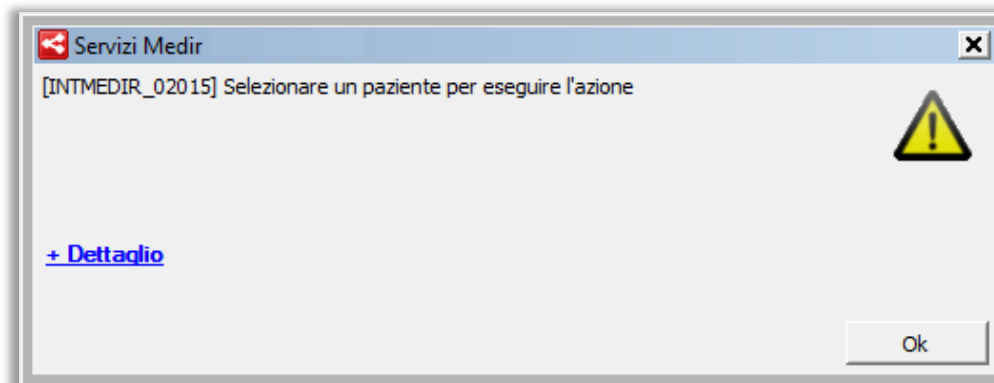 Servizi Medir
[INTMEDIR_02015] Selezionare un paziente per eseguire l'azione
+ Dettaglio
Ok